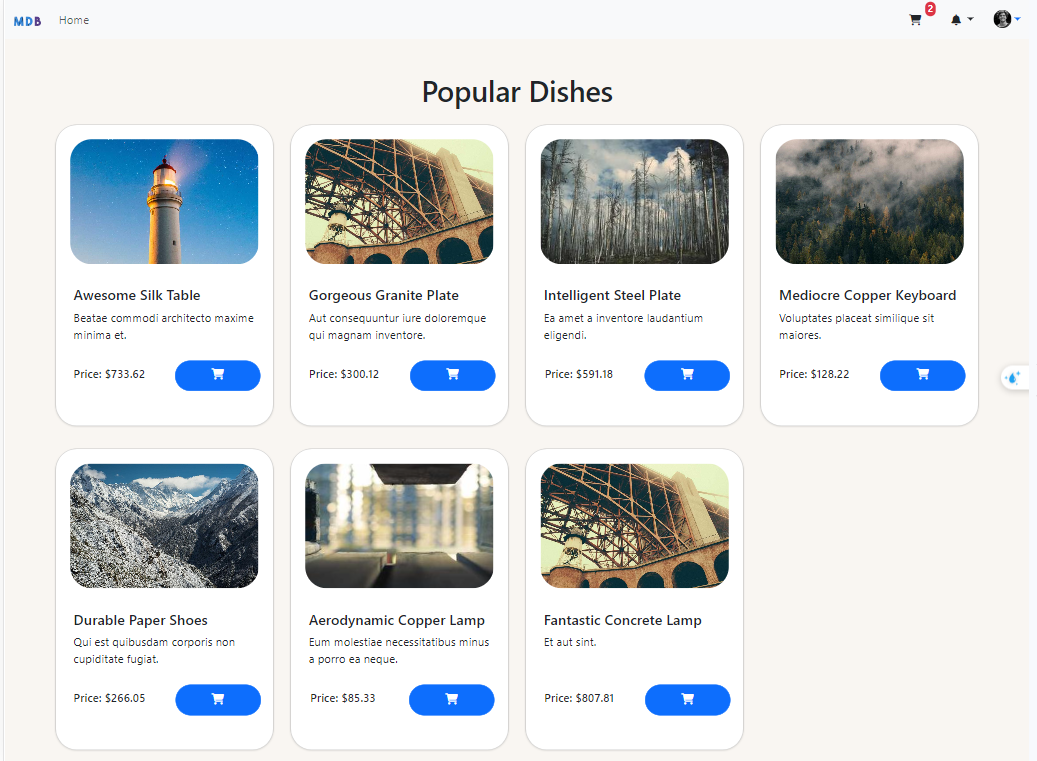 MDB Home 2
Popular Dishes
Awesome Silk Table
Beatae commodi architecto maxime
minima et.
Price: $733.62
Gorgeous Granite Plate
Aut consequuntur iure doloremque
qui magnam inventore.
Price: $300.12
Intelligent Steel Plate
Ea amet a inventore laudantium
eligendi.
Price: $591.18
Mediocre Copper Keyboard
Voluptates placeat similique sit
maiores.
Price: $128.22
Durable Paper Shoes
Qui est quibusdam corporis non
cupiditate fugiat.
Price: $266.05
Aerodynamic Copper Lamp
Eum molestiae necessitatibus minus
a porro ea neque.
Price: $85.33
Fantastic Concrete Lamp
Et aut sint.
Price: $807.81